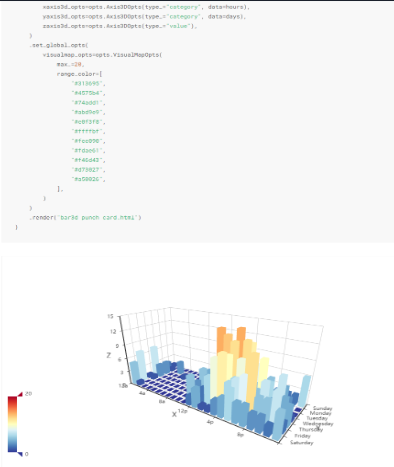 xaxis3d_opts=opts.Axis3DOpts(type_="category", data=hours),
yaxis3d_opts=opts.Axis3DOpts(type_="category", data=days),
zaxis3d_opts=opts.Axis3DOpts(type_="value"),
)
.set_global_opts(
visualmap_opts=opts.VisualMapOpts(
max_=20,
range_color=[
"#313695",
"#4575b4",
"#74add1",
"#abd9e9",
"#e0f3f8",
"#ffffbf",
"#fee090",
"#fdae61",
"#f46d43",
"#d73027",
"#a50026",
],
)
)
.render("bar3d_punch_card.html")
)
15
12
9
6
3
Z
12a
4a
8a
12p
4p
8p
X
Sunday
Monday
Tuesday
Wednesday
Thursday
Friday
Saturday
20
0